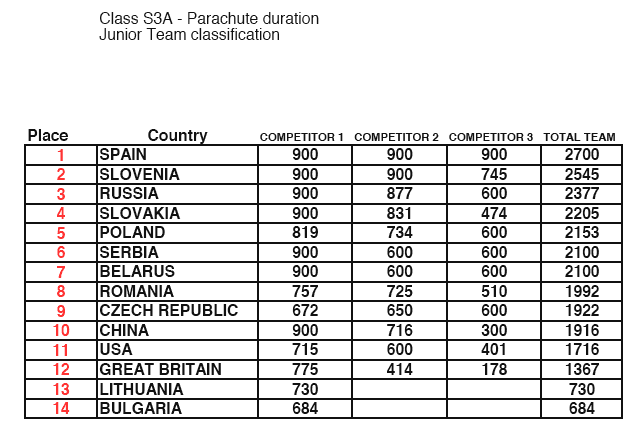 Class S3A - Parachute duration
Junior Team classification
Place Country COMPETITOR 1 COMPETITOR 2 COMPETITOR 3 TOTAL TEAM
1 SPAIN 900 900 900 2700
2 SLOVENIA 900 900 745 2545
3 RUSSIA 900 877 600 2377
4 SLOVAKIA 900 831 474 2205
5 POLAND 819 734 600 2153
6 SERBIA 900 600 600 2100
7 BELARUS 900 600 600 2100
8 ROMANIA 757 725 510 1992
9 CZECH REPUBLIC 672 650 600 1922
10 CHINA 900 716 300 1916
11 USA 715 600 401 1716
12 GREAT BRITAIN 775 414 178 1367
13 LITHUANIA 730 730
14 BULGARIA 684 684